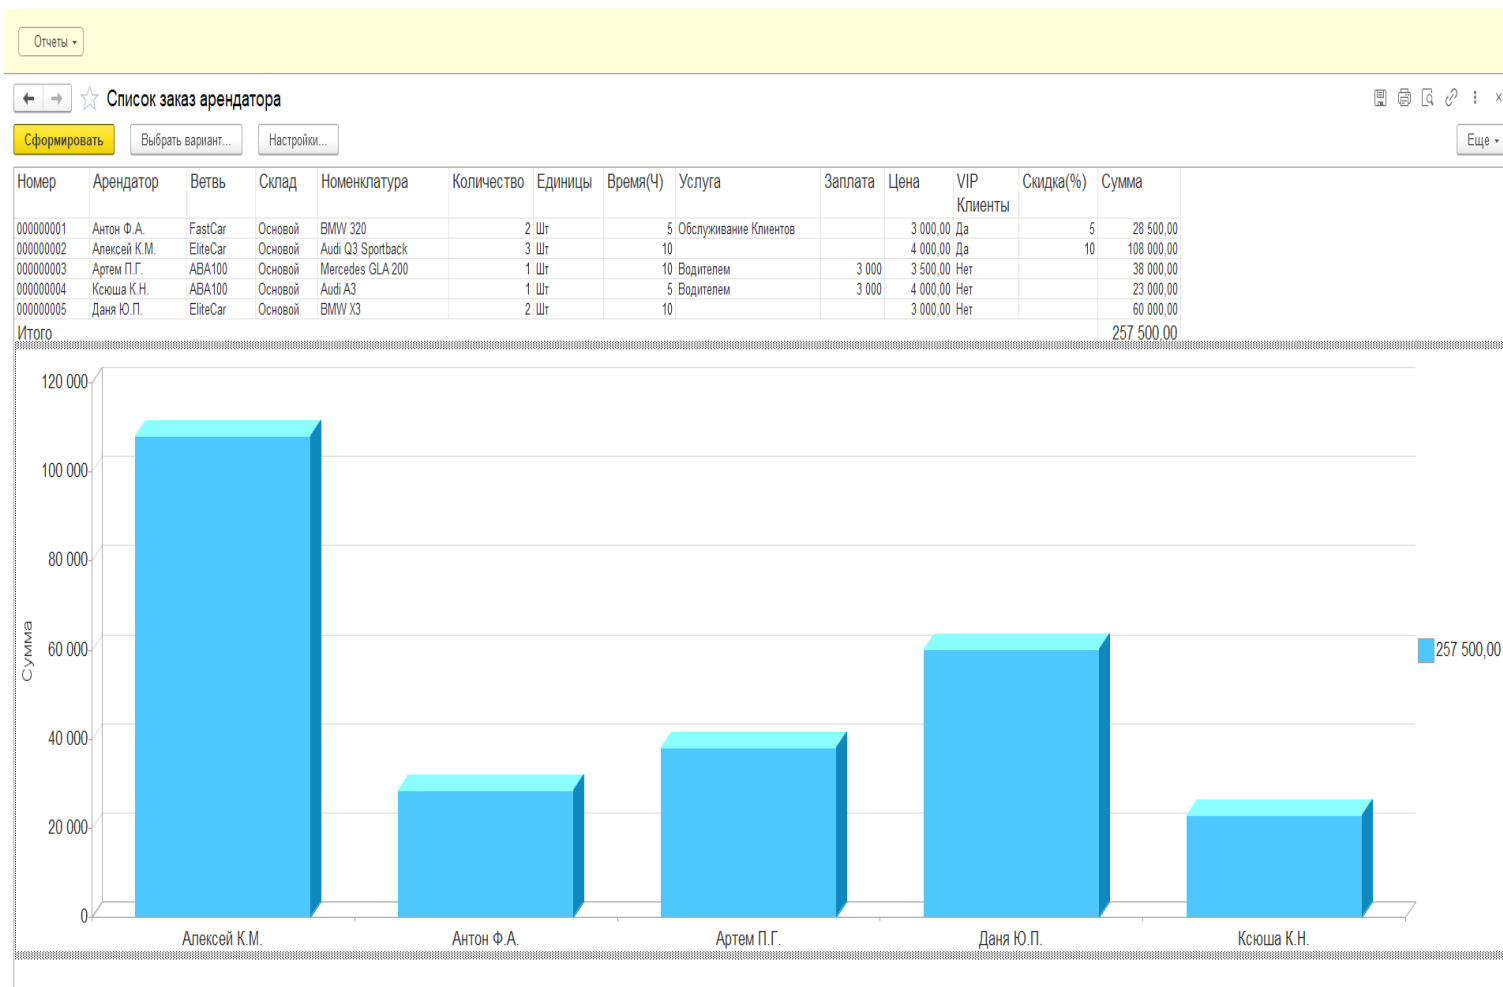 Отчеты
Список заказ арендатора
Сформировать Выбрать вариант... Настройки... Еще
Номер Арендатор Ветвь Склад Номенклатура Количество Единицы Время(Ч) Услуга Заплата Цена VIP Клиенты Скидка(%) Сумма
000000001 Антон Ф.А. FastCar Основой BMW 320 2 Шт 5 Обслуживание Клиентов 3 000,00 Да 5 28 500,00
000000002 Алексей К.М. EliteCar Основой Audi Q3 Sportback 3 Шт 10 4 000,00 Да 10 108 000,00
000000003 Артем П.Г. ABA100 Основой Mercedes GLA 200 1 Шт 10 Водителем 3 000 3 500,00 Нет 38 000,00
000000004 Ксюша К.Н. ABA100 Основой Audi A3 1 Шт 5 Водителем 3 000 4 000,00 Нет 23 000,00
000000005 Даня Ю.П. EliteCar Основой BMW X3 2 Шт 10 3 000,00 Нет 60 000,00
Итого 257 500,00
120 000
100 000
80 000
60 000
40 000
20 000
0
Сумма
257 500,00
Алексей К.М. Антон Ф.А. Артем П.Г. Даня Ю.П. Ксюша К.Н.